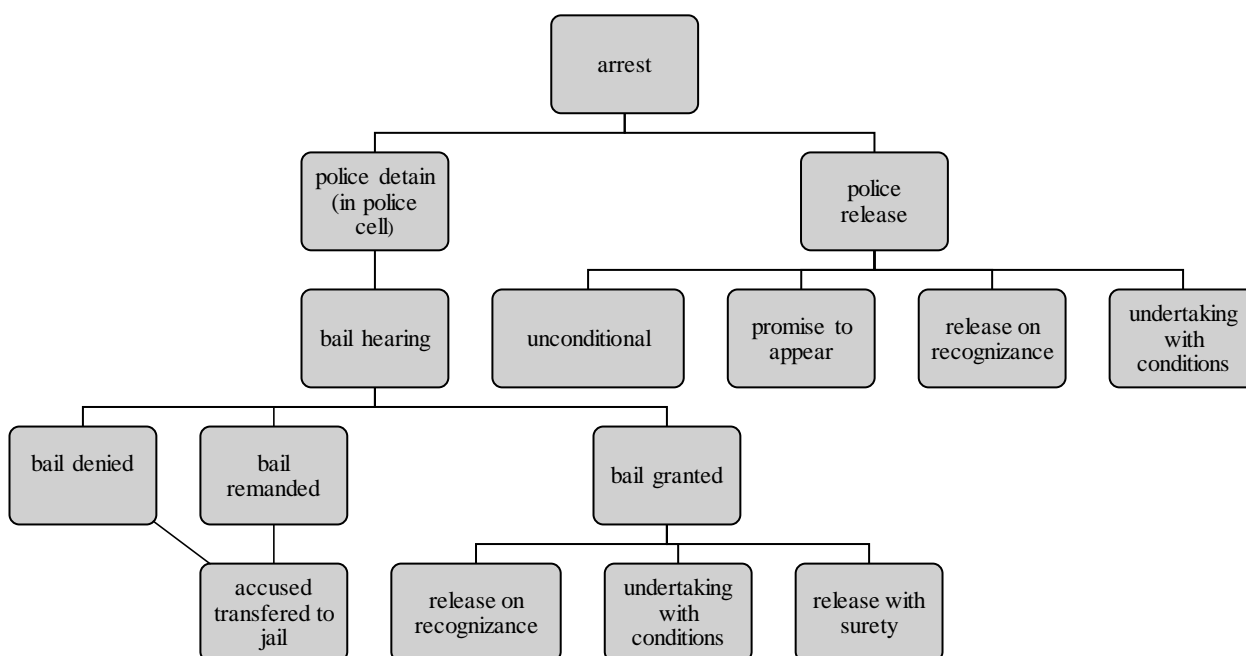 arrest
police detain
(in police
cell)
police
release
bail hearing
unconditional
promise to
appear
release on
recognizance
undertaking
with
conditions
bail denied
bail
remanded
bail granted
accused
transfered to
jail
release on
recognizance
undertaking
with
conditions
release with
surety